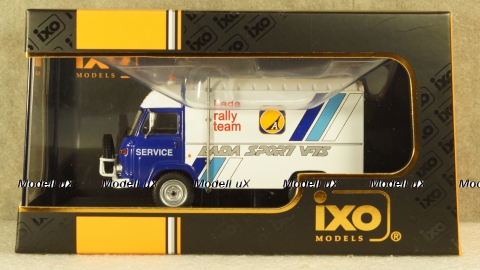 ixo
MODELS
Lada
rally
team
SERVICE
LADA SPORT VFTS
Modell uX Modell uX Modell uX Modell uX Modell uX
ixo
MODELS ®